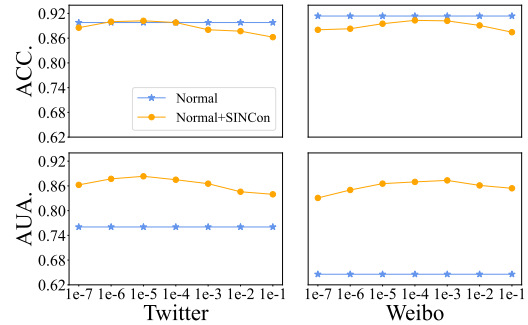 ACC.
0.92
0.86
0.80
0.74
0.68
0.62
Normal
Normal+SINCon
AUA.
0.92
0.86
0.80
0.74
0.68
0.62
1e-7 1e-6 1e-5 1e-4 1e-3 1e-2 1e-1
1e-7 1e-6 1e-5 1e-4 1e-3 1e-2 1e-1
Twitter
Weibo